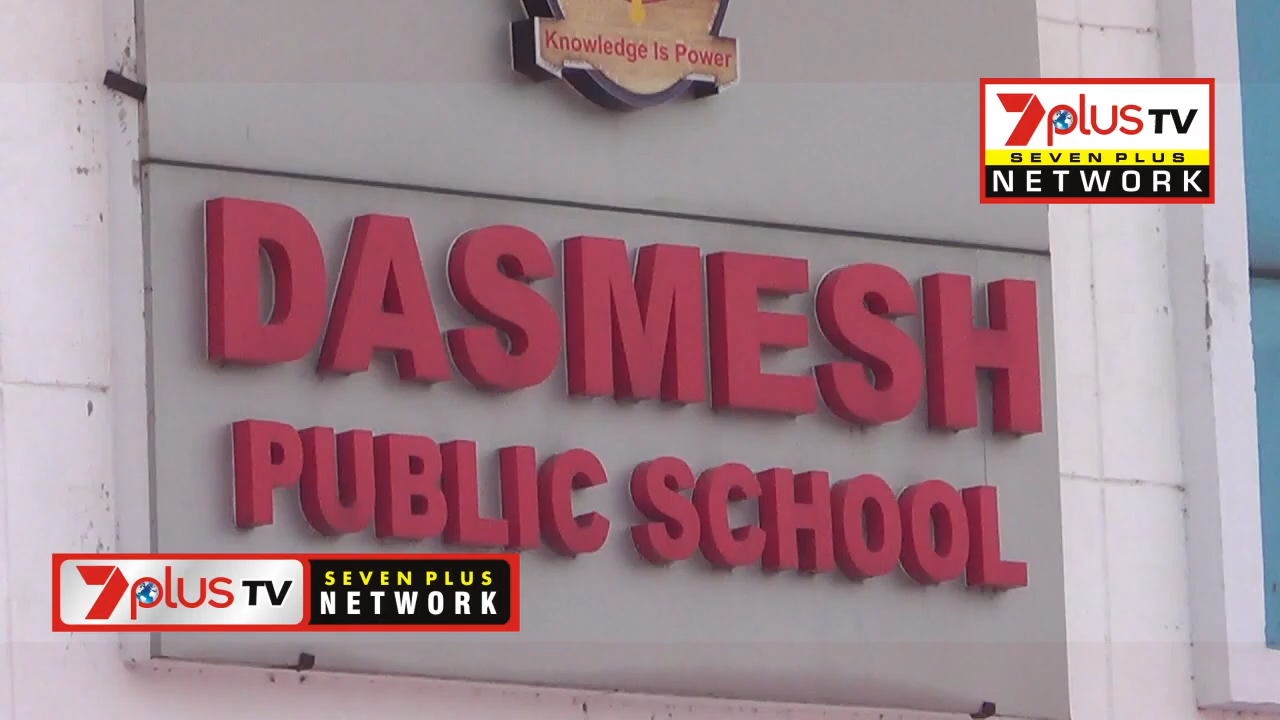 Knowledge Is Power
7plus TV
SEVEN PLUS
NETWORK
DASMESH
PUBLIC SCHOOL
7plus TV
SEVEN PLUS
NETWORK